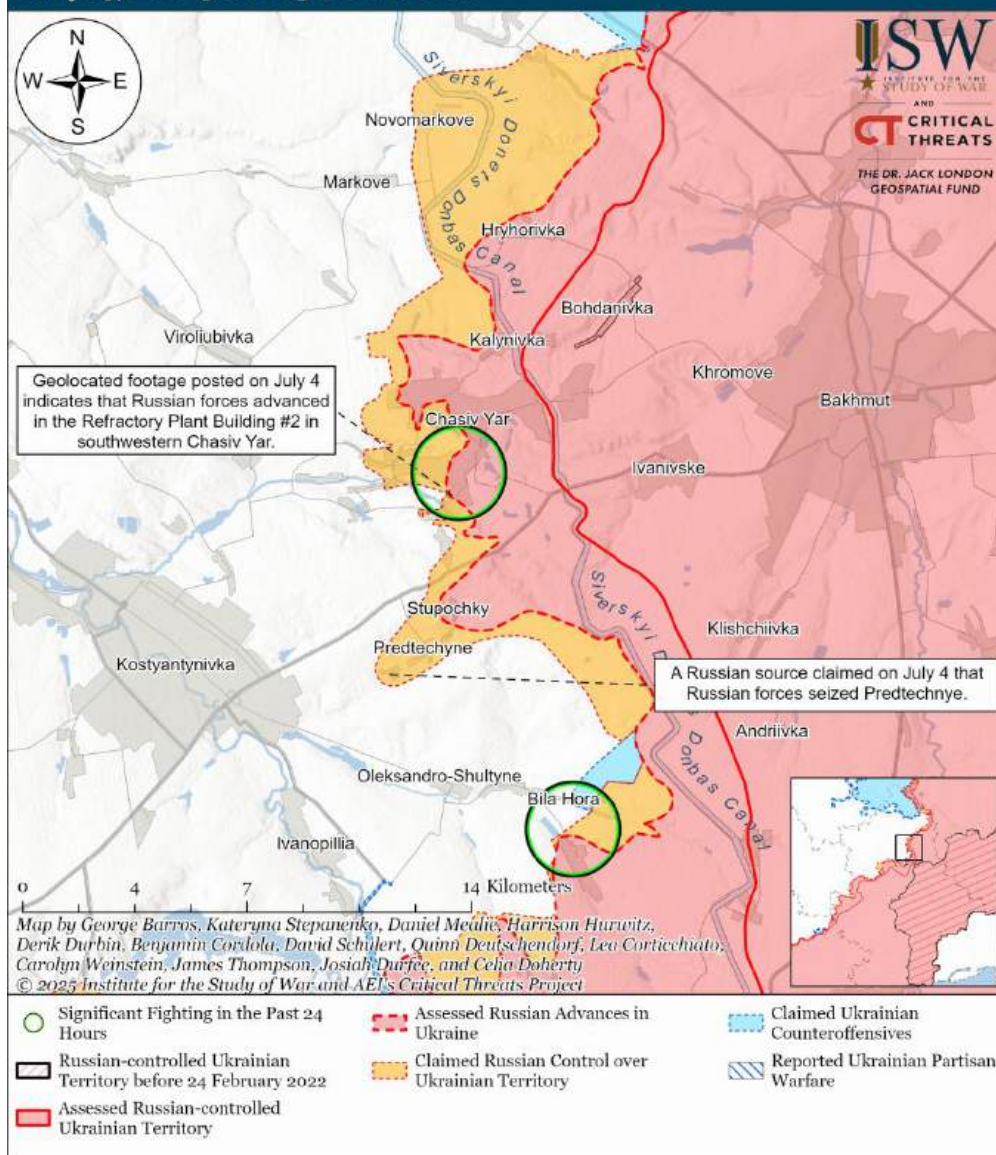 N
W E
S
ISW
INSTITUTE FOR THE
STUDY OF WAR
AND
CT CRITICAL
THREATS
THE DR. JACK LONDON
GEOSPATIAL FUND
Siverskyi Donets Donbas Canal
Novomarkove
Markove
Hryhorivka
Bohdanivka
Viroliubivka
Kalynivka
Khromove
Bakhmut
Geolocated footage posted on July 4
indicates that Russian forces advanced
in the Refractory Plant Building #2 in
southwestern Chasiv Yar.
Chasiv Yar
Ivanivske
Stupochky
Predtechyne
Klishchiivka
Kostyantynivka
A Russian source claimed on July 4 that
Russian forces seized Predtechnye.
Andriivka
Oleksandro-Shultyne
Bila Hora
Ivanopillia
0 4 7 14 Kilometers
Map by George Barros, Kateryna Stepanenko, Daniel Mealie, Harrison Hurwitz,
Derik Durbin, Benjamin Cordola, David Schulert, Quinn Deutschendorf, Lea Corticchiato,
Carolyn Weinstein, James Thompson, Josiah Durfee, and Celia Doherty
© 2025 Institute for the Study of War and AEI's Critical Threats Project
Significant Fighting in the Past 24
Hours
Russian-controlled Ukrainian
Territory before 24 February 2022
Assessed Russian-controlled
Ukrainian Territory
Assessed Russian Advances in
Ukraine
Claimed Russian Control over
Ukrainian Territory
Claimed Ukrainian
Counteroffensives
Reported Ukrainian Partisan
Warfare